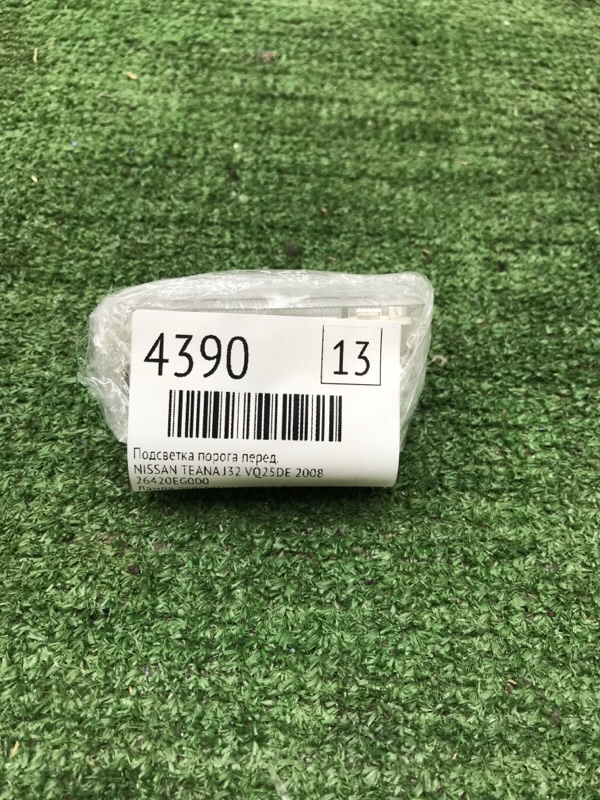 4390
13
Подсветка порога перед.
NISSAN TEANA J32 VQ25DE 2008
26420EG000